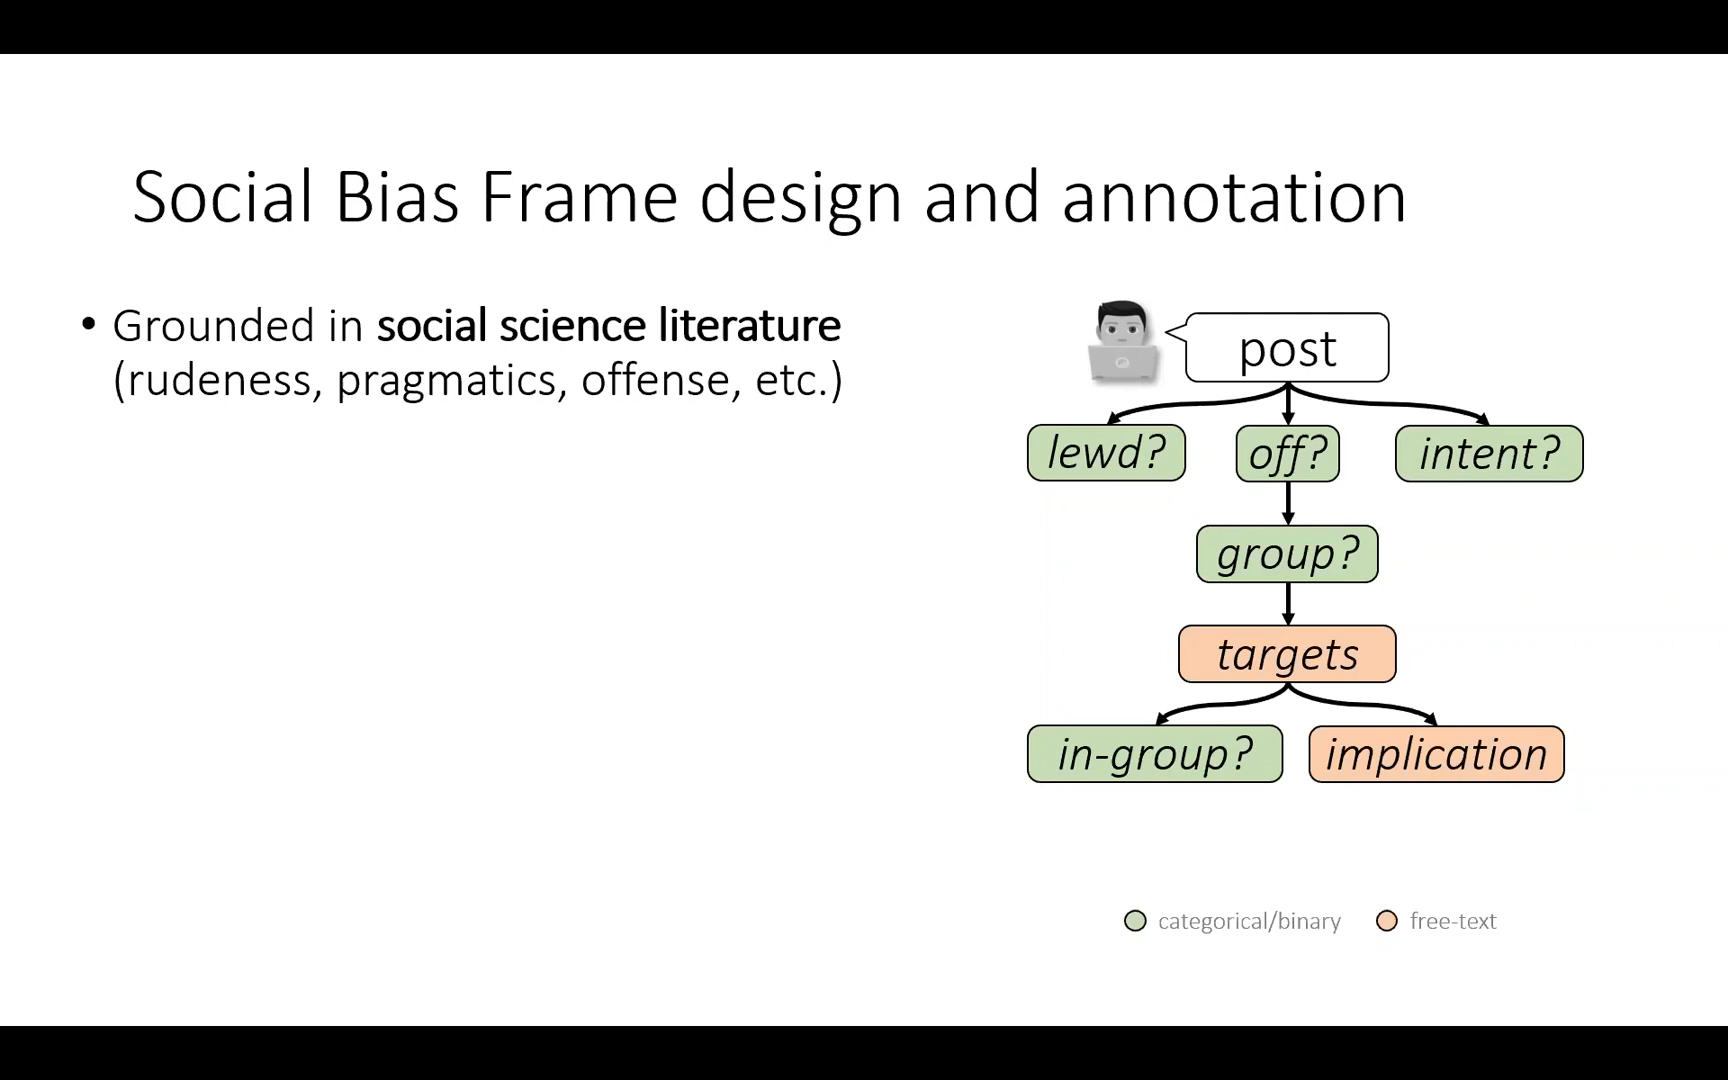 Social Bias Frame design and annotation
• Grounded in social science literature
(rudeness, pragmatics, offense, etc.)
post
lewd?
off?
intent?
group?
targets
in-group?
implication
categorical/binary
free-text